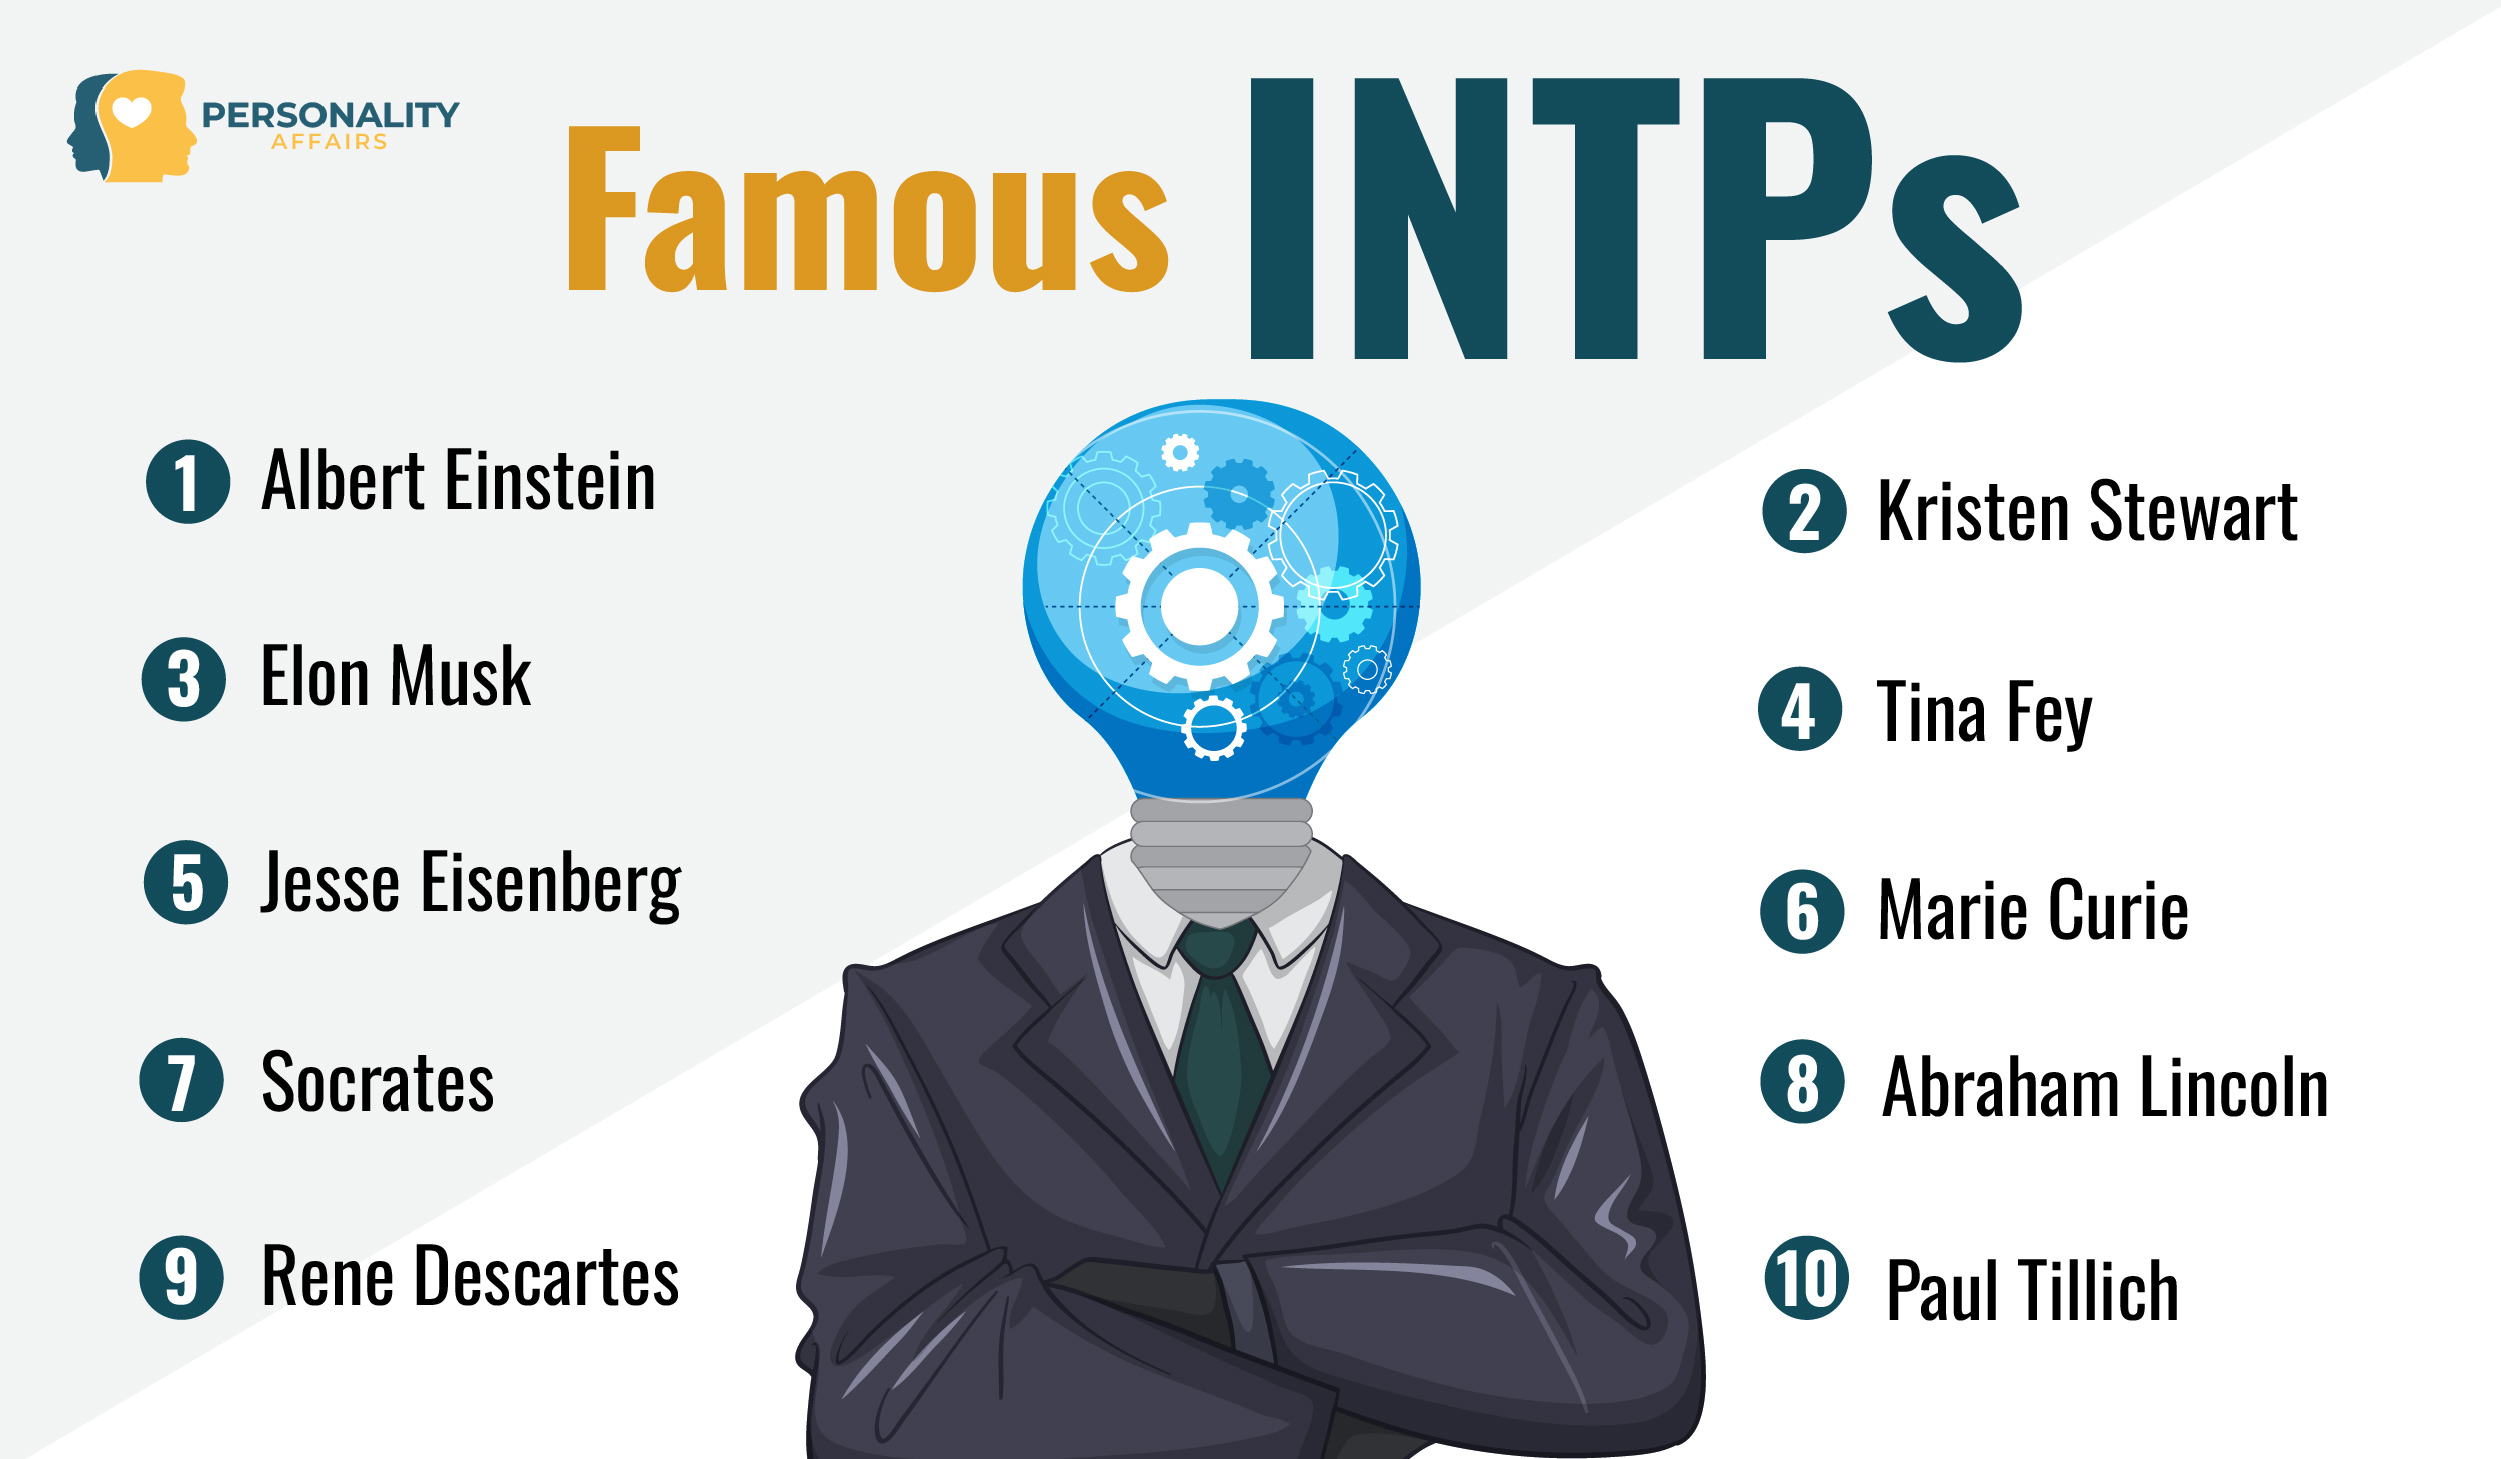 PERSONALITY
AFFAIRS
Famous INTPs
1 Albert Einstein
2 Kristen Stewart
3 Elon Musk
4 Tina Fey
5 Jesse Eisenberg
6 Marie Curie
7 Socrates
8 Abraham Lincoln
9 Rene Descartes
10 Paul Tillich